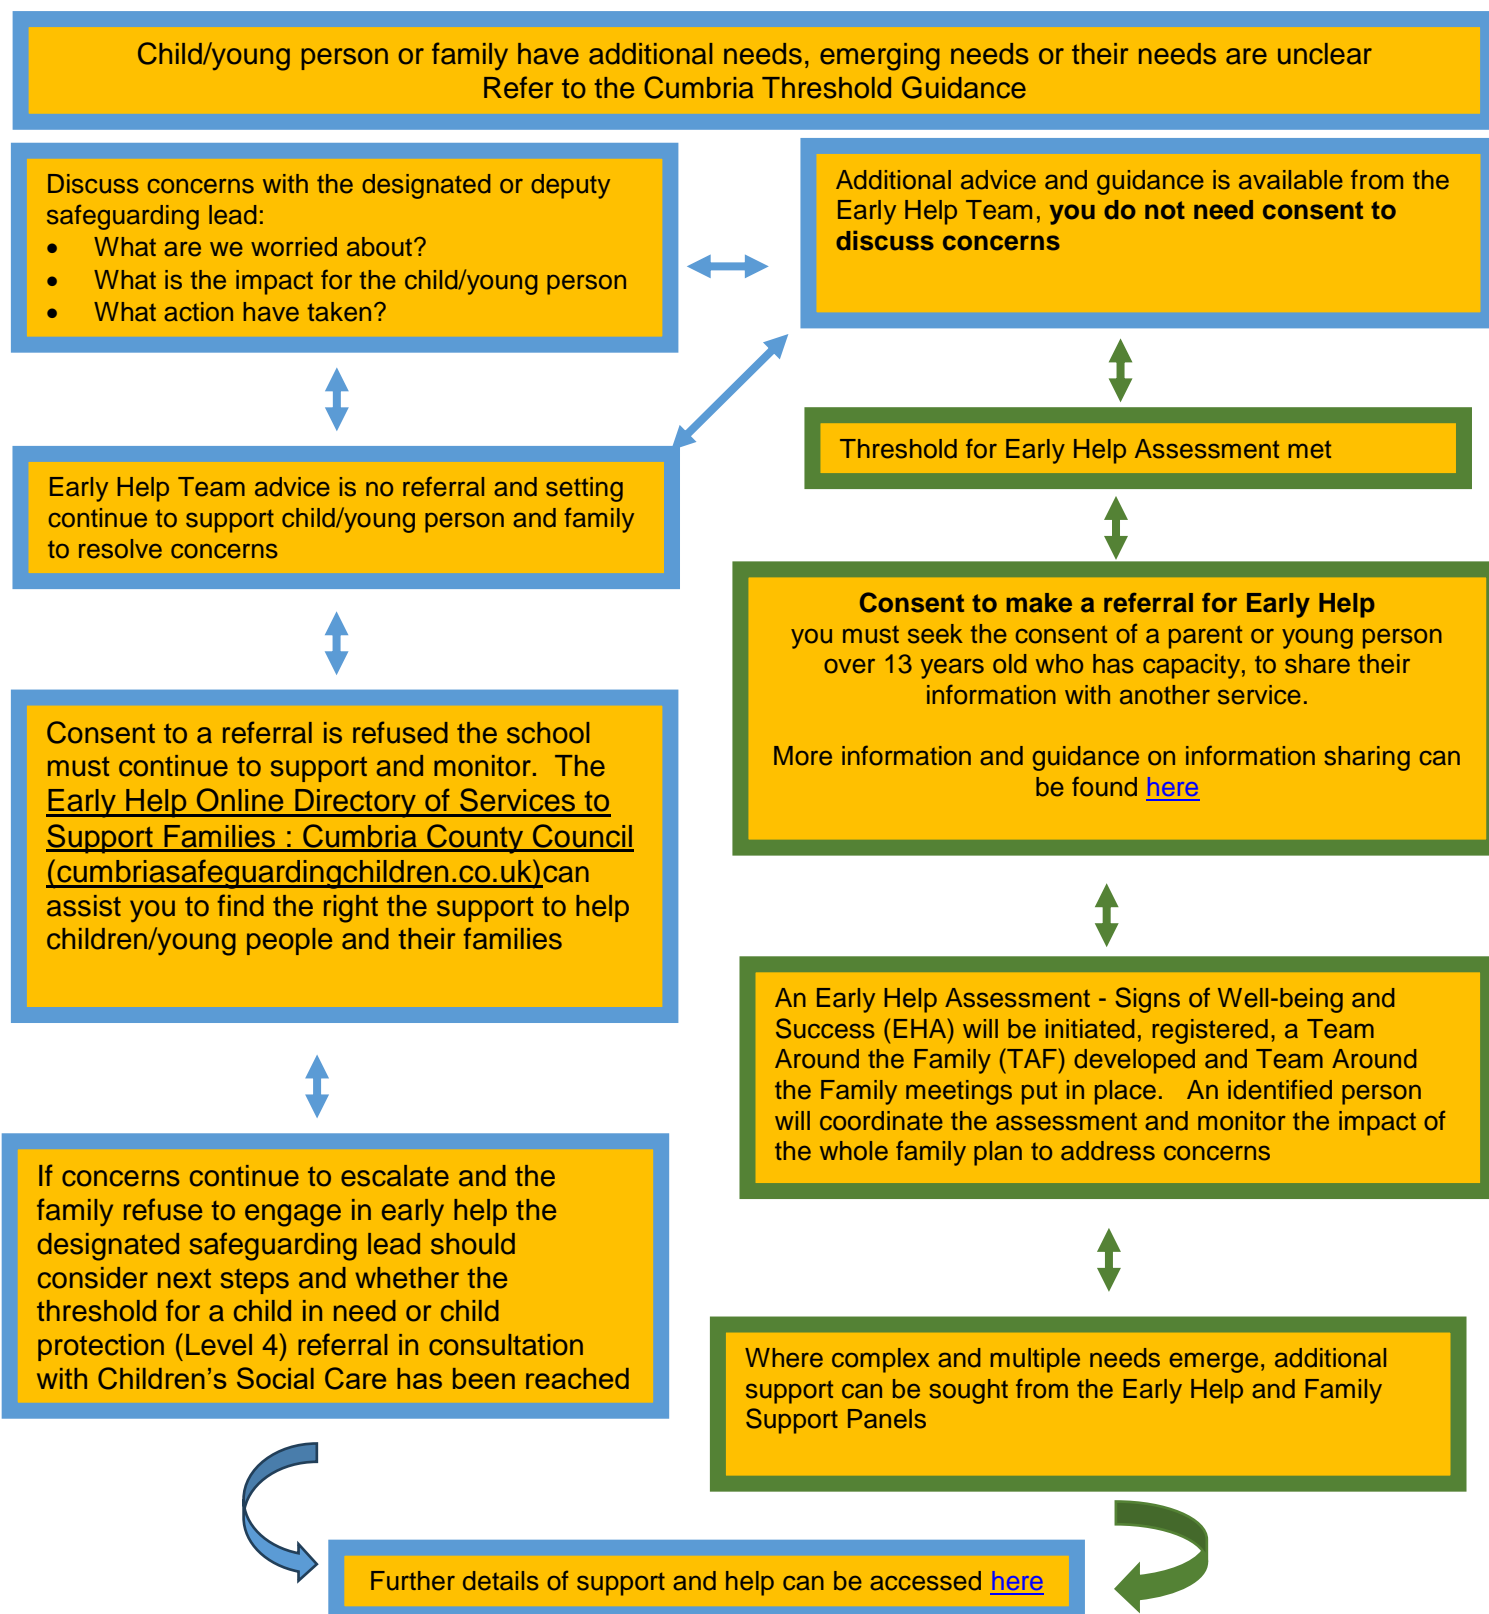 Child/young person or family have additional needs, emerging needs or their needs are unclear
Refer to the Cumbria Threshold Guidance
Discuss concerns with the designated or deputy
safeguarding lead:
• What are we worried about?
• What is the impact for the child/young person
• What action have taken?
Additional advice and guidance is available from the
Early Help Team, you do not need consent to
discuss concerns
Early Help Team advice is no referral and setting
continue to support child/young person and family
to resolve concerns
Threshold for Early Help Assessment met
Consent to make a referral for Early Help
you must seek the consent of a parent or young person
over 13 years old who has capacity, to share their
information with another service.
More information and guidance on information sharing can
be found here
Consent to a referral is refused the school
must continue to support and monitor. The
Early Help Online Directory of Services to
Support Families : Cumbria County Council
(cumbriasafeguardingchildren.co.uk)can
assist you to find the right the support to help
children/young people and their families
An Early Help Assessment - Signs of Well-being and
Success (EHA) will be initiated, registered, a Team
Around the Family (TAF) developed and Team Around
the Family meetings put in place. An identified person
will coordinate the assessment and monitor the impact of
the whole family plan to address concerns
If concerns continue to escalate and the
family refuse to engage in early help the
designated safeguarding lead should
consider next steps and whether the
threshold for a child in need or child
protection (Level 4) referral in consultation
with Children’s Social Care has been reached
Where complex and multiple needs emerge, additional
support can be sought from the Early Help and Family
Support Panels
Further details of support and help can be accessed here